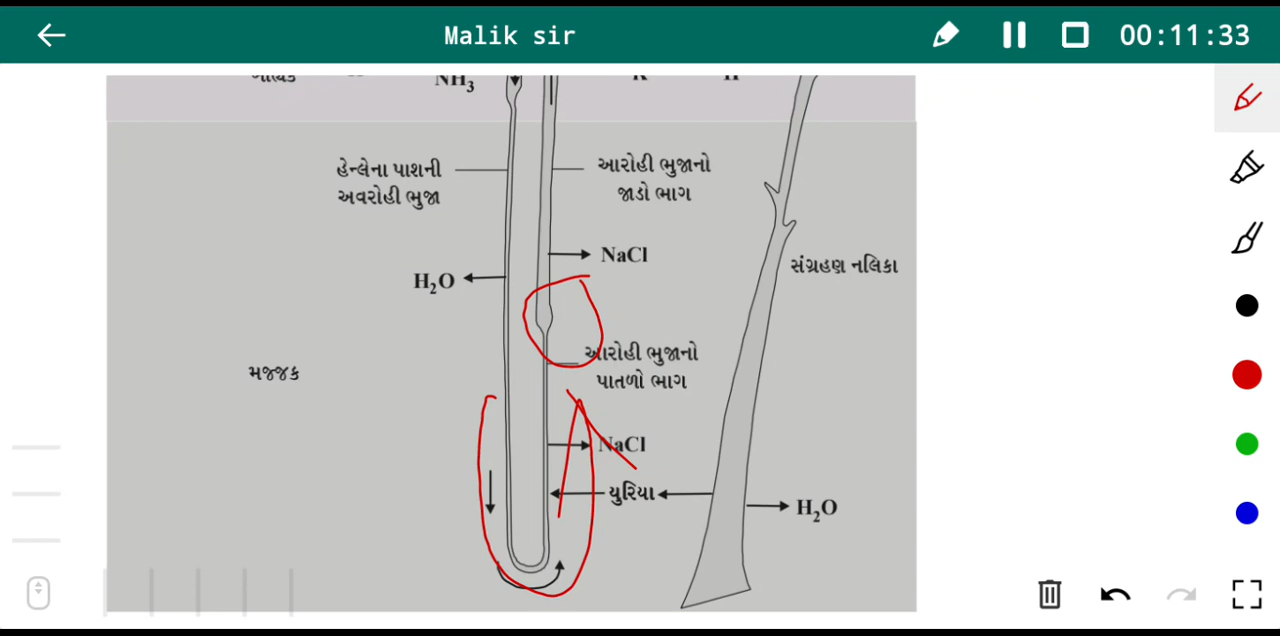 Malik sir
00:11:33
NH3
હેન્લેના પાશની
અવરોહી ભુજા
આરોહી ભુજાનો
જાડો ભાગ
NaCl
H2O
સંગ્રહણ નલિકા
આરોહી ભુજાનો
પાતળો ભાગ
મજ્જક
NaCl
યુરિયા
H2O